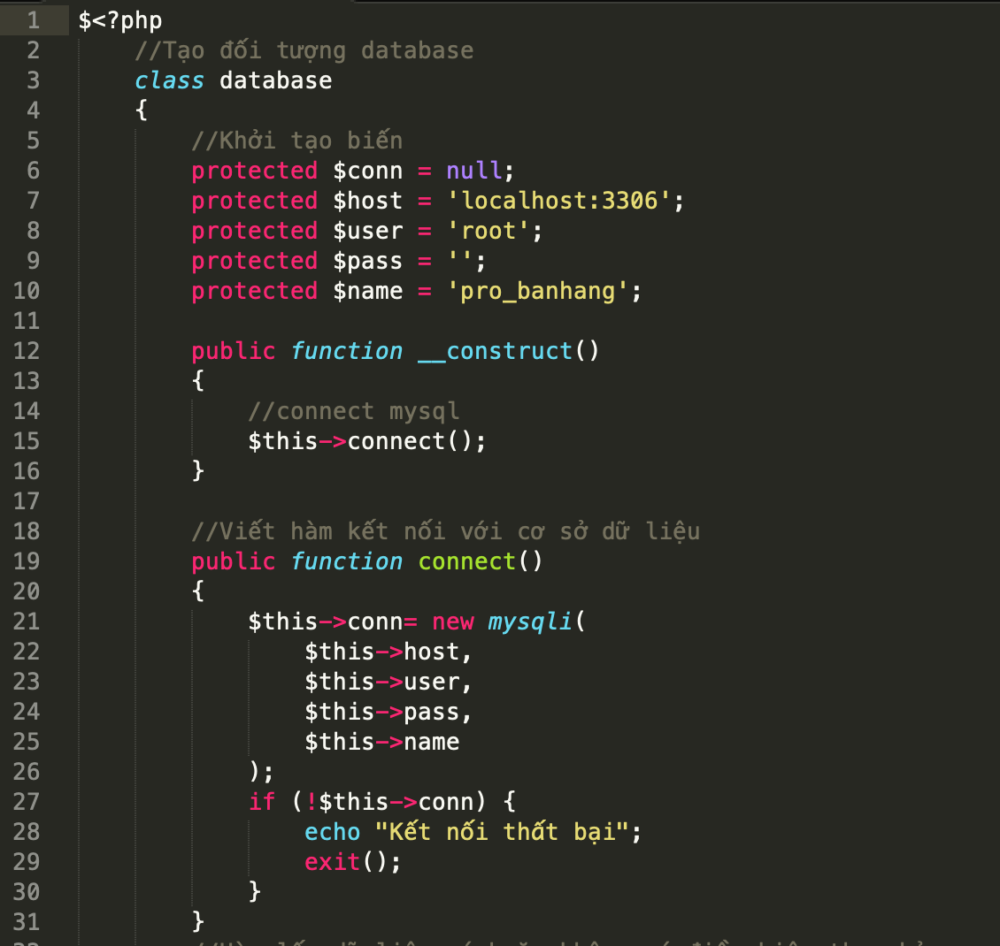 1 $<?php
2 //Tạo đối tượng database
3 class database
4 {
5 //Khởi tạo biến
6 protected $conn = null;
7 protected $host = 'localhost:3306';
8 protected $user = 'root';
9 protected $pass = '';
10 protected $name = 'pro_banhang';
11
12 public function __construct()
13 {
14 //connect mysql
15 $this->connect();
16 }
17
18 //Viết hàm kết nối với cơ sở dữ liệu
19 public function connect()
20 {
21 $this->conn= new mysqli(
22 $this->host,
23 $this->user,
24 $this->pass,
25 $this->name
26 );
27 if (!$this->conn) {
28 echo "Kết nối thất bại";
29 exit();
30 }
31 }